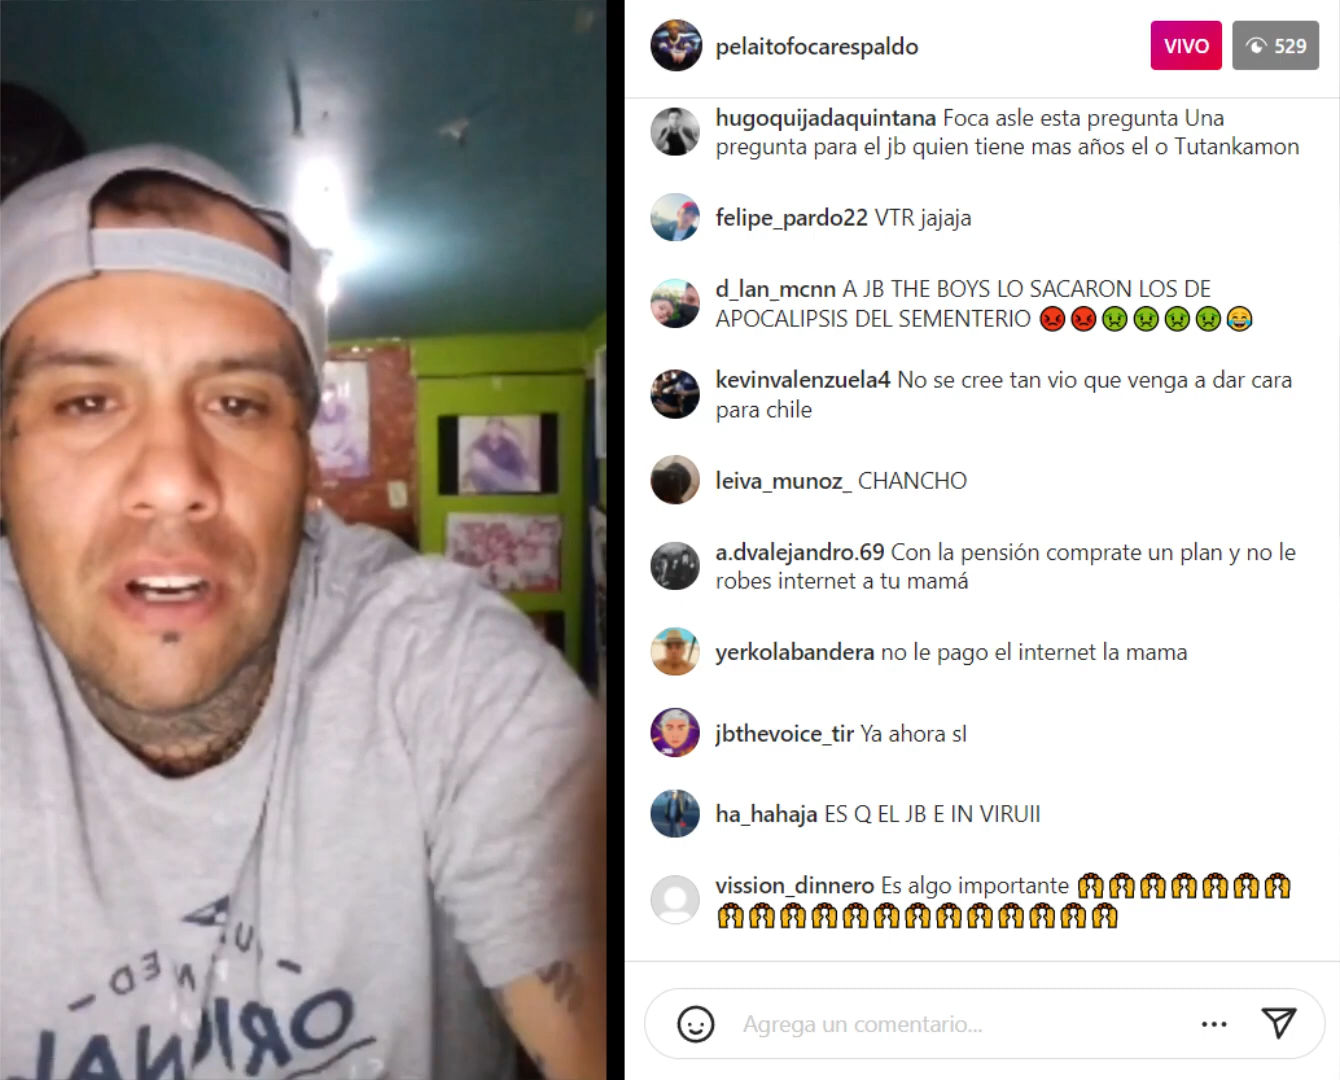 pelaitofocarespaldo
VIVO
529
hugoquijadaquintana Foca asle esta pregunta Una
pregunta para el jb quien tiene mas años el o Tutankamon
felipe_pardo22 VTR jajaja
d_lan_mcnn A JB THE BOYS LO SACARON LOS DE
APOCALIPSIS DEL SEMENTERIO 😡😡🤢🤢🤢🤢😂
kevinvalenzuela4 No se cree tan vio que venga a dar cara
para chile
leiva_munoz_ CHANCHO
a.dvalejandro.69 Con la pensión comprate un plan y no le
robes internet a tu mamá
yerkolabandera no le pago el internet la mama
jbthevoice_tir Ya ahora sI
ha_hahaja ES Q EL JB E IN VIRUII
vission_dinnero Es algo importante 🙌🙌🙌🙌🙌🙌🙌
🙌🙌🙌🙌🙌🙌🙌🙌🙌🙌🙌🙌🙌
Agrega un comentario...
ORIGINAL